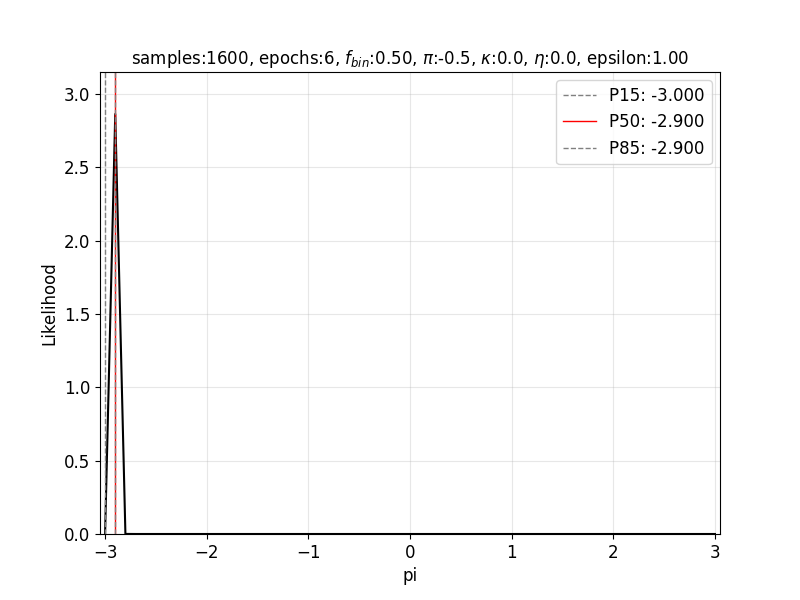 samples:1600, epochs:6, f_bin:0.50, π:-0.5, κ:0.0, η:0.0, epsilon:1.00
P15: -3.000
P50: -2.900
P85: -2.900
Likelihood
3.0
2.5
2.0
1.5
1.0
0.5
0.0
−3 −2 −1 0 1 2 3
pi